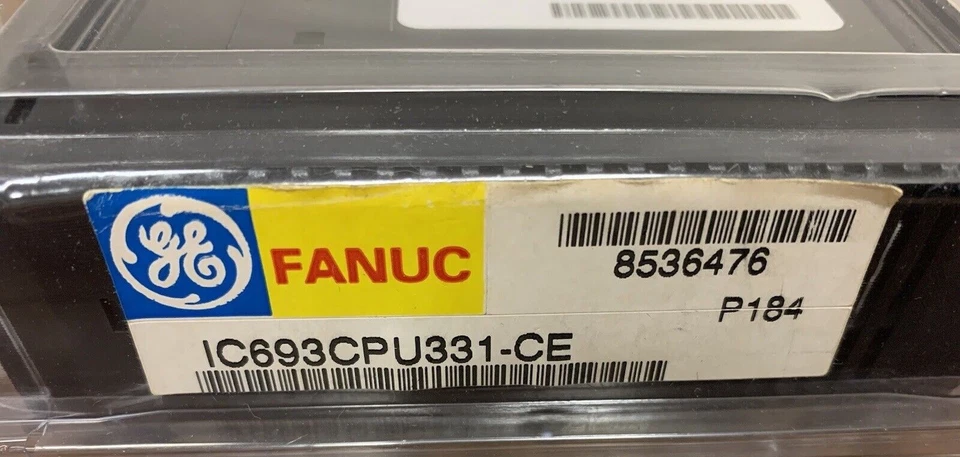 GE FANUC
8536476
P184
IC693CPU331-CE